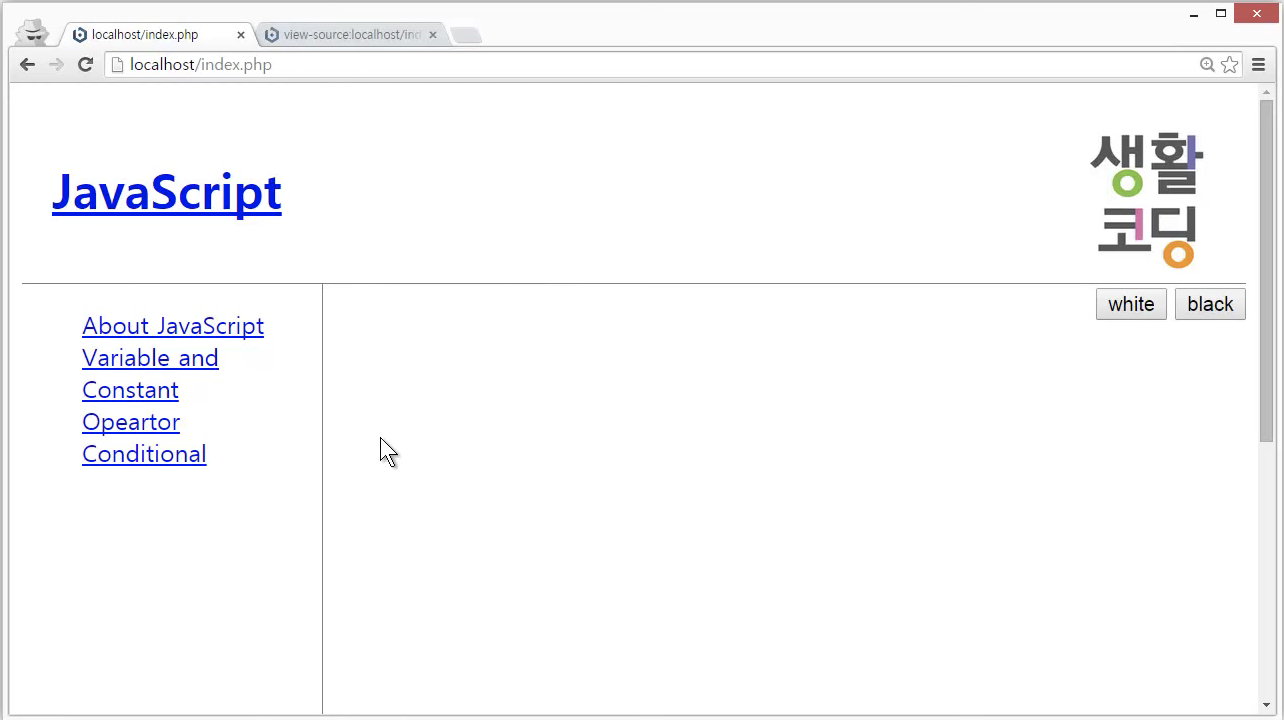 localhost/index.php
view-source:localhost/ind
localhost/index.php
JavaScript
생활
코딩
white black
About JavaScript
Variable and
Constant
Opeartor
Conditional